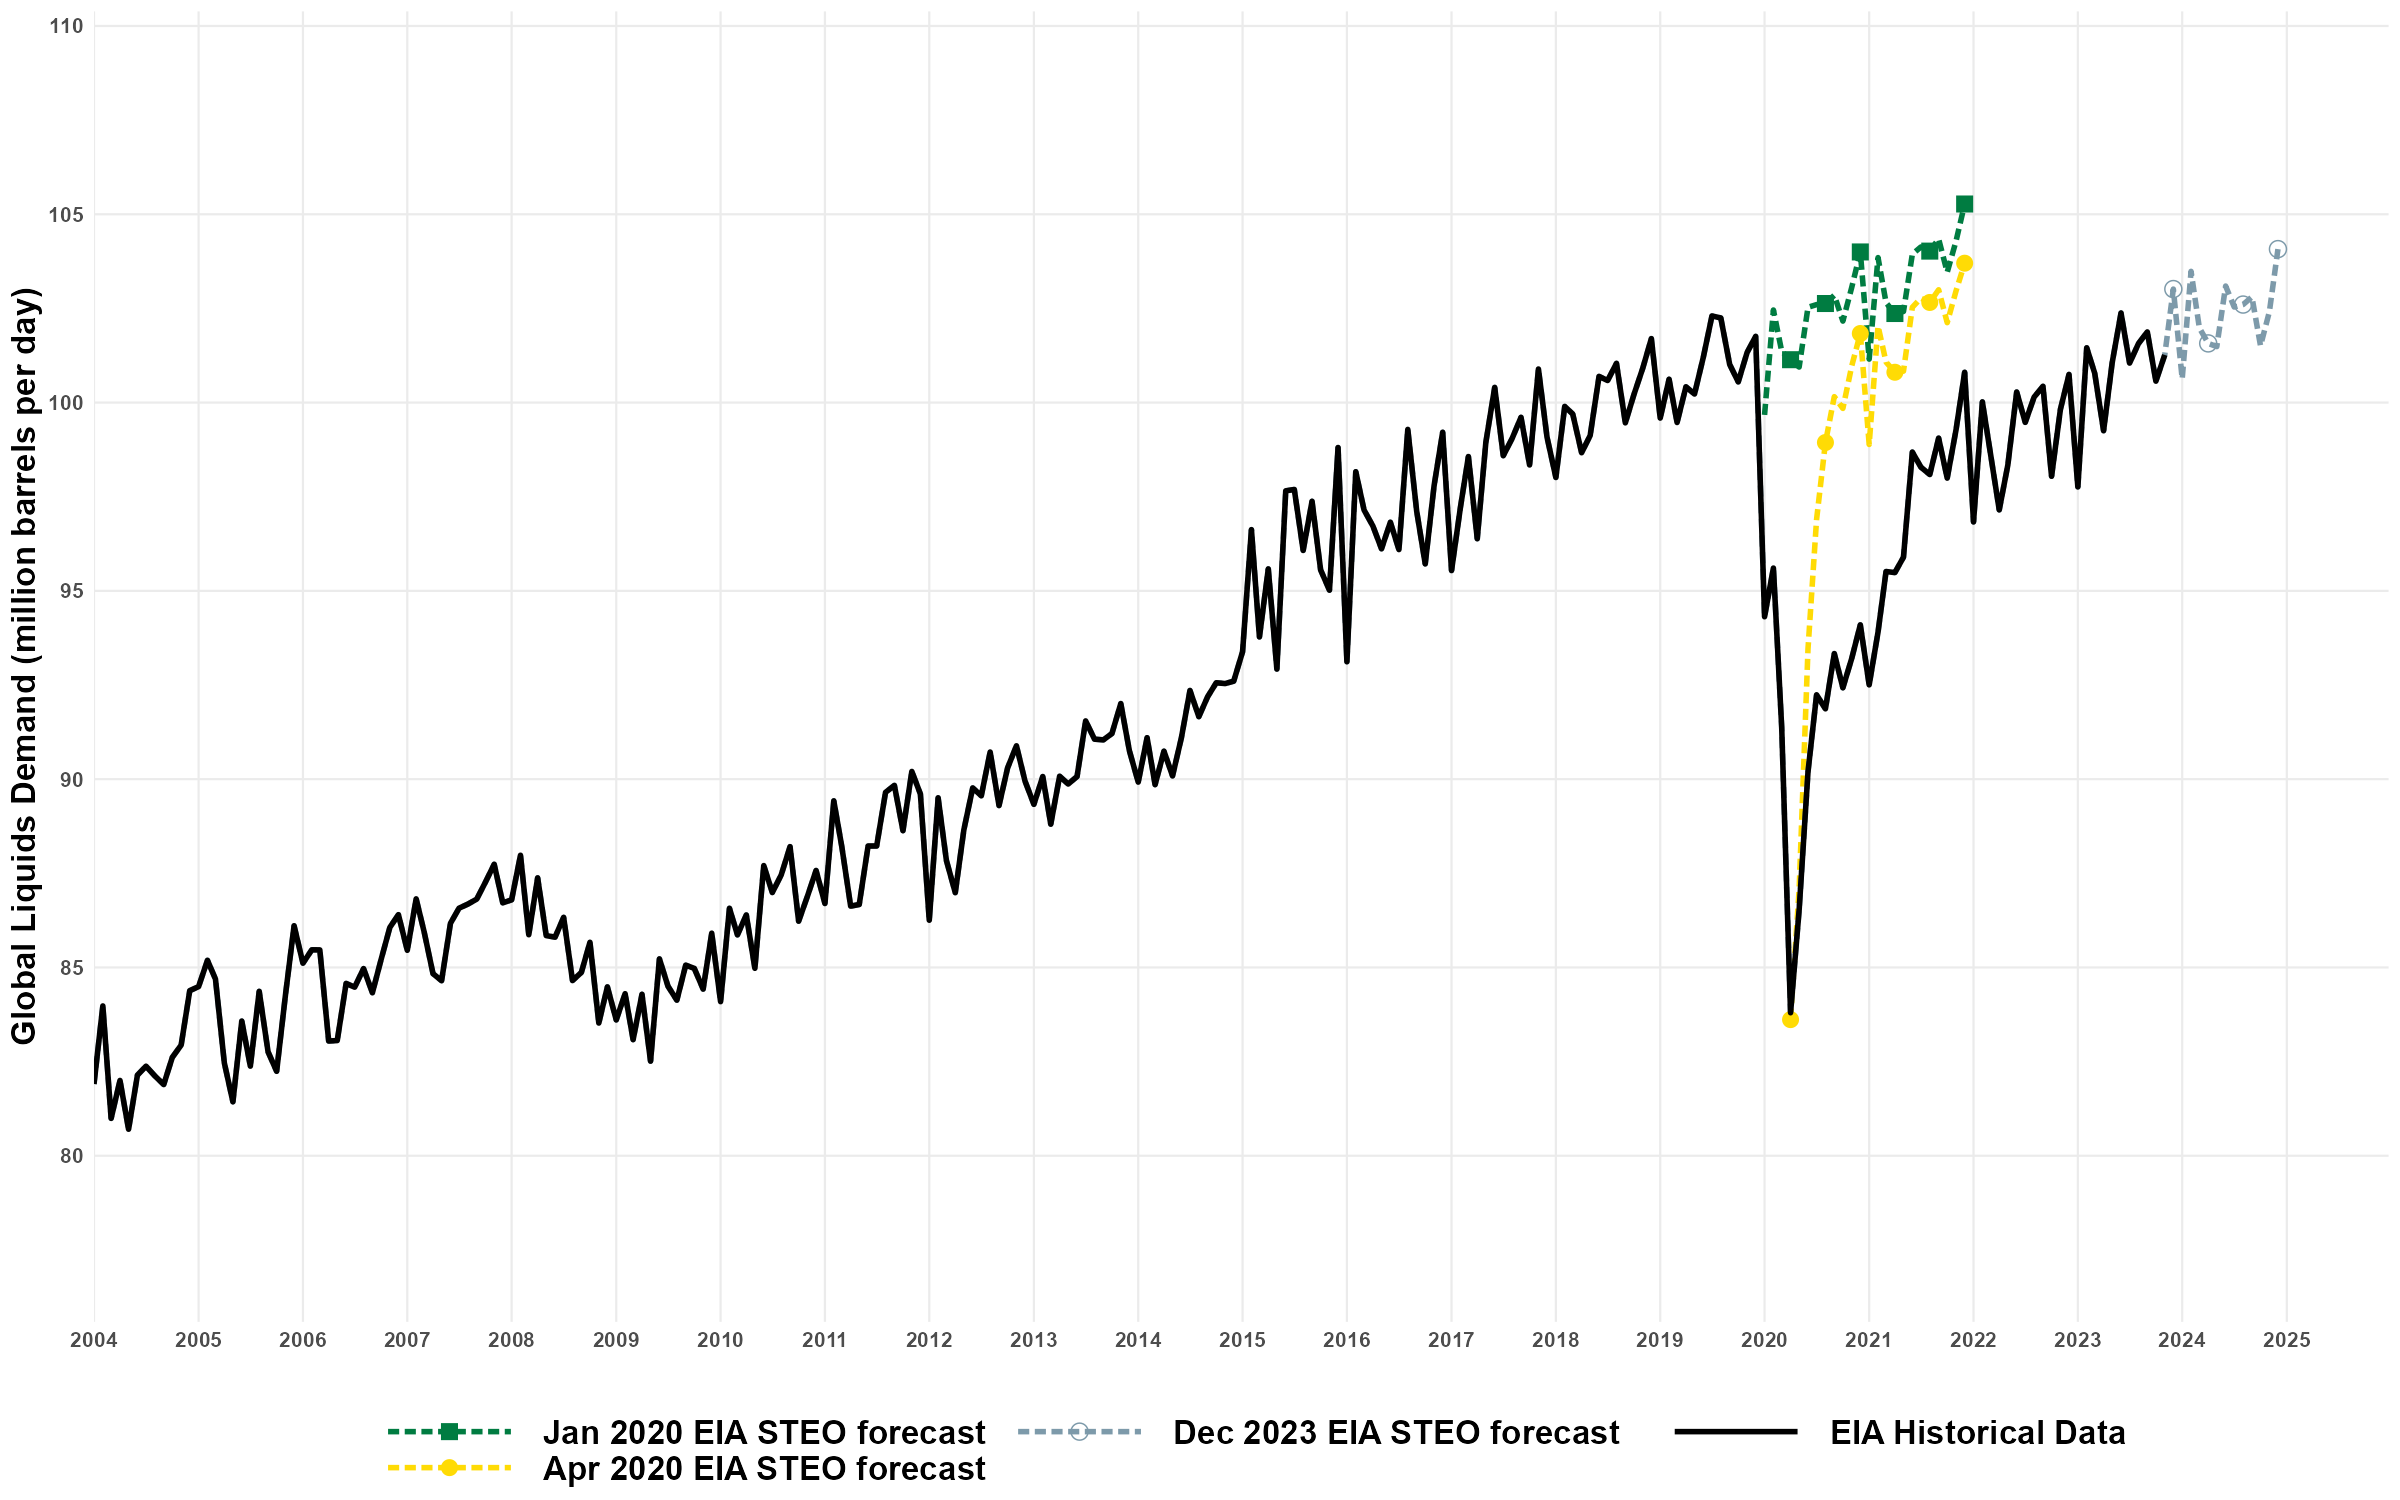 Global Liquids Demand (million barrels per day)
110
105
100
95
90
85
80
2004 2005 2006 2007 2008 2009 2010 2011 2012 2013 2014 2015 2016 2017 2018 2019 2020 2021 2022 2023 2024 2025
Jan 2020 EIA STEO forecast Dec 2023 EIA STEO forecast EIA Historical Data
Apr 2020 EIA STEO forecast